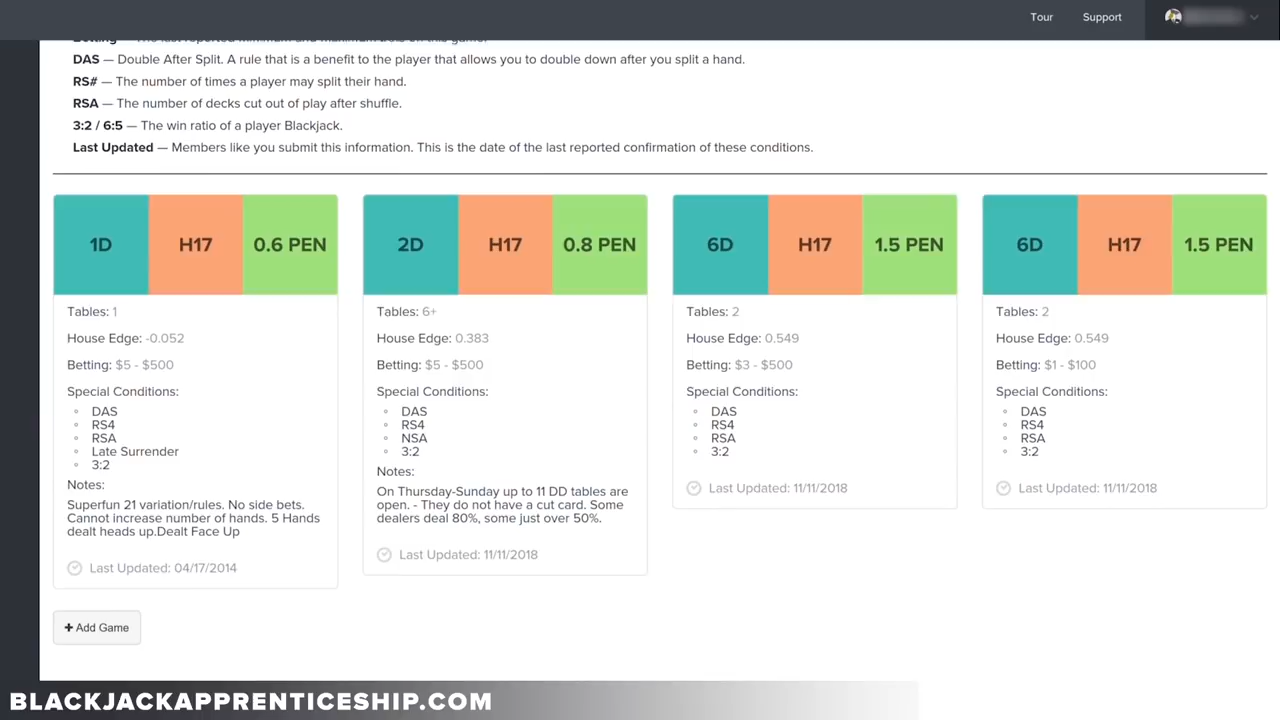 Tour Support
Betting — The last reported minimum and maximum bets on this game.
DAS — Double After Split. A rule that is a benefit to the player that allows you to double down after you split a hand.
RS# — The number of times a player may split their hand.
RSA — The number of decks cut out of play after shuffle.
3:2 / 6:5 — The win ratio of a player Blackjack.
Last Updated — Members like you submit this information. This is the date of the last reported confirmation of these conditions.
1D H17 0.6 PEN
Tables: 1
House Edge: -0.052
Betting: $5 - $500
Special Conditions:
DAS
RS4
RSA
Late Surrender
3:2
Notes:
Superfun 21 variation/rules. No side bets.
Cannot increase number of hands. 5 Hands
dealt heads up.Dealt Face Up
Last Updated: 04/17/2014
2D H17 0.8 PEN
Tables: 6+
House Edge: 0.383
Betting: $5 - $500
Special Conditions:
DAS
RS4
NSA
3:2
Notes:
On Thursday-Sunday up to 11 DD tables are
open. - They do not have a cut card. Some
dealers deal 80%, some just over 50%.
Last Updated: 11/11/2018
6D H17 1.5 PEN
Tables: 2
House Edge: 0.549
Betting: $3 - $500
Special Conditions:
DAS
RS4
RSA
3:2
Last Updated: 11/11/2018
6D H17 1.5 PEN
Tables: 2
House Edge: 0.549
Betting: $1 - $100
Special Conditions:
DAS
RS4
RSA
3:2
Last Updated: 11/11/2018
+ Add Game
BLACKJACKAPPRENTICESHIP.COM